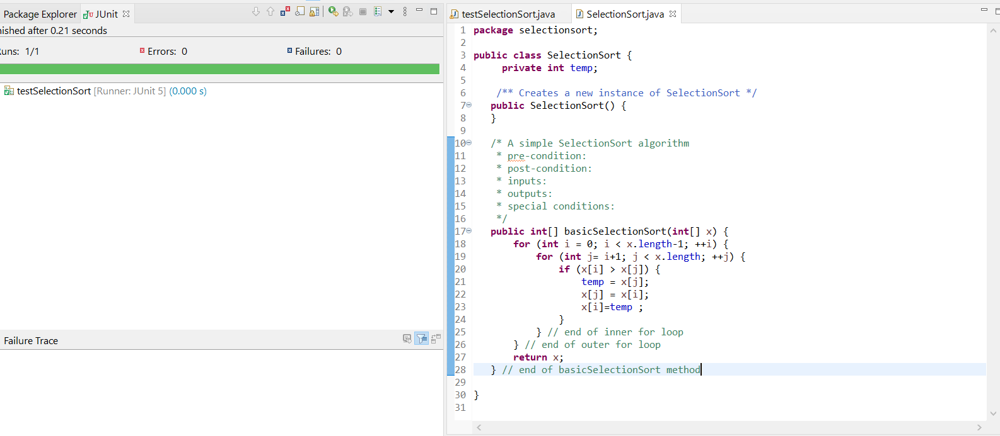 Package Explorer JUnit
nished after 0.21 seconds
uns: 1/1 Errors: 0 Failures: 0
testSelectionSort [Runner: JUnit 5] (0.000 s)
Failure Trace
testSelectionSort.java SelectionSort.java
1 package selectionsort;
2
3 public class SelectionSort {
4 private int temp;
5
6 /** Creates a new instance of SelectionSort */
7 public SelectionSort() {
8 }
9
10 /* A simple SelectionSort algorithm
11 * pre-condition:
12 * post-condition:
13 * inputs:
14 * outputs:
15 * special conditions:
16 */
17 public int[] basicSelectionSort(int[] x) {
18 for (int i = 0; i < x.length-1; ++i) {
19 for (int j= i+1; j < x.length; ++j) {
20 if (x[i] > x[j]) {
21 temp = x[j];
22 x[j] = x[i];
23 x[i]=temp ;
24 }
25 } // end of inner for loop
26 } // end of outer for loop
27 return x;
28 } // end of basicSelectionSort method
29
30 }
31